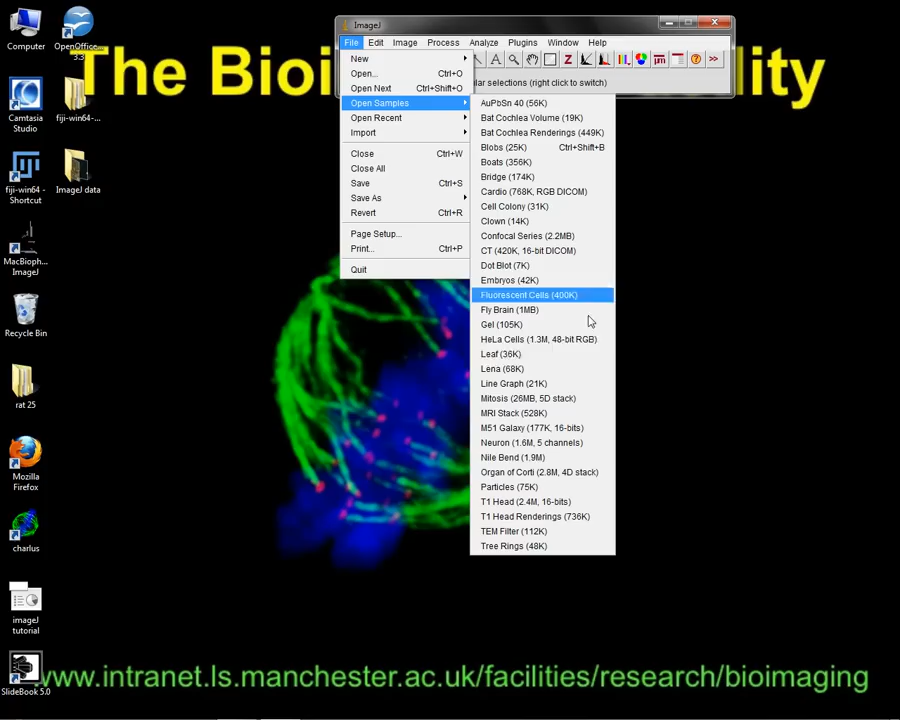 The Bioi
lity
Computer
OpenOffice....
3.3
Camtasia
Studio
fiji-win64-...
fiji-win64 -
Shortcut
ImageJ data
MacBioph...
ImageJ
Recycle Bin
rat 25
Mozilla
Firefox
charlus
imageJ
tutorial
SlideBook 5.0
ImageJ
File Edit Image Process Analyze Plugins Window Help
lar selections (right click to switch)
New
Open... Ctrl+O
Open Next Ctrl+Shift+O
Open Samples
Open Recent
Import
Close Ctrl+W
Close All
Save Ctrl+S
Save As
Revert Ctrl+R
Page Setup...
Print... Ctrl+P
Quit
AuPbSn 40 (56K)
Bat Cochlea Volume (19K)
Bat Cochlea Renderings (449K)
Blobs (25K) Ctrl+Shift+B
Boats (356K)
Bridge (174K)
Cardio (768K, RGB DICOM)
Cell Colony (31K)
Clown (14K)
Confocal Series (2.2MB)
CT (420K, 16-bit DICOM)
Dot Blot (7K)
Embryos (42K)
Fluorescent Cells (400K)
Fly Brain (1MB)
Gel (105K)
HeLa Cells (1.3M, 48-bit RGB)
Leaf (36K)
Lena (68K)
Line Graph (21K)
Mitosis (26MB, 5D stack)
MRI Stack (528K)
M51 Galaxy (177K, 16-bits)
Neuron (1.6M, 5 channels)
Nile Bend (1.9M)
Organ of Corti (2.8M, 4D stack)
Particles (75K)
T1 Head (2.4M, 16-bits)
T1 Head Renderings (736K)
TEM Filter (112K)
Tree Rings (48K)
www.intranet.ls.manchester.ac.uk/facilities/research/bioimaging